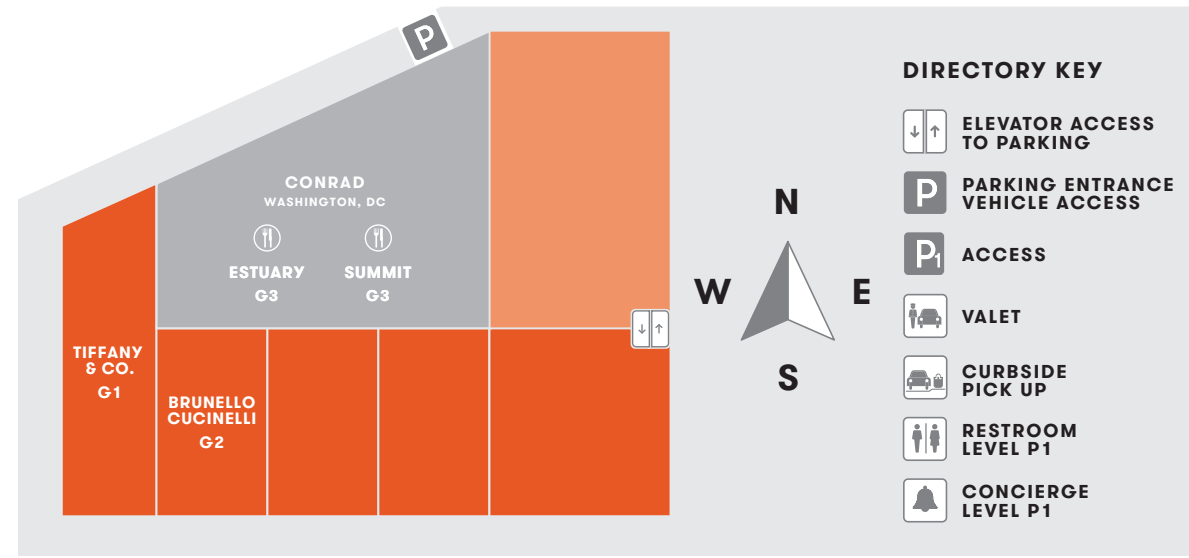 P
CONRAD
WASHINGTON, DC
ESTUARY
G3
SUMMIT
G3
TIFFANY
& CO.
G1
BRUNELLO
CUCINELLI
G2
N
W
E
S
DIRECTORY KEY
ELEVATOR ACCESS
TO PARKING
P
PARKING ENTRANCE
VEHICLE ACCESS
P1
ACCESS
VALET
CURBSIDE
PICK UP
RESTROOM
LEVEL P1
CONCIERGE
LEVEL P1